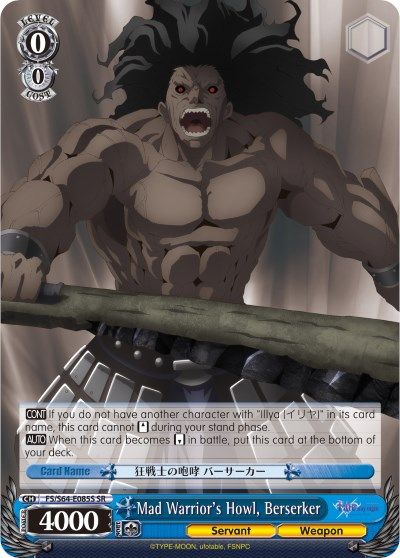 LEVEL
0
0
COST
CONT If you do not have another character with "Illya [イリヤ]" in its card
name, this card cannot during your stand phase.
AUTO When this card becomes in battle, put this card at the bottom of
your deck.
Card Name 狂戦士の咆哮 バーサーカー
CH FS/S64-E085S SR
4000
Mad Warrior's Howl, Berserker
Servant Weapon
©TYPE-MOON, ufotable, FSNPC